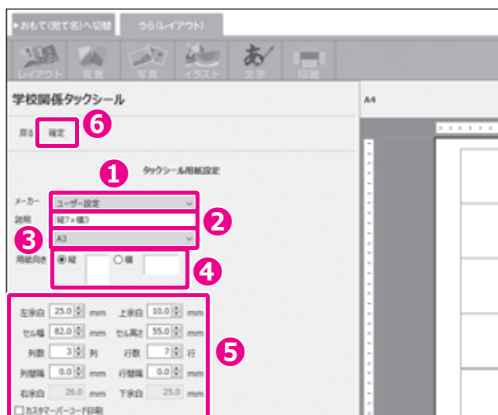 ▸おもて(宛て名)へ切替 うら(レイアウト)
レイアウト 背景 写真 イラスト 文字 印刷
学校関係タックシール
A4
戻る 確定 6
1 タックシール用紙設定
メーカー ユーザー設定
説明 縦7×横3 2
3 A3
用紙向き 縦 横 4
左余白 25.0 mm 上余白 10.0 mm
セル幅 82.0 mm セル高さ 55.0 mm
列数 3 列 行数 7 行 5
列間隔 0.0 mm 行間隔 0.0 mm
右余白 26.0 mm 下余白 25.0 mm
カスタマーバーコード印刷